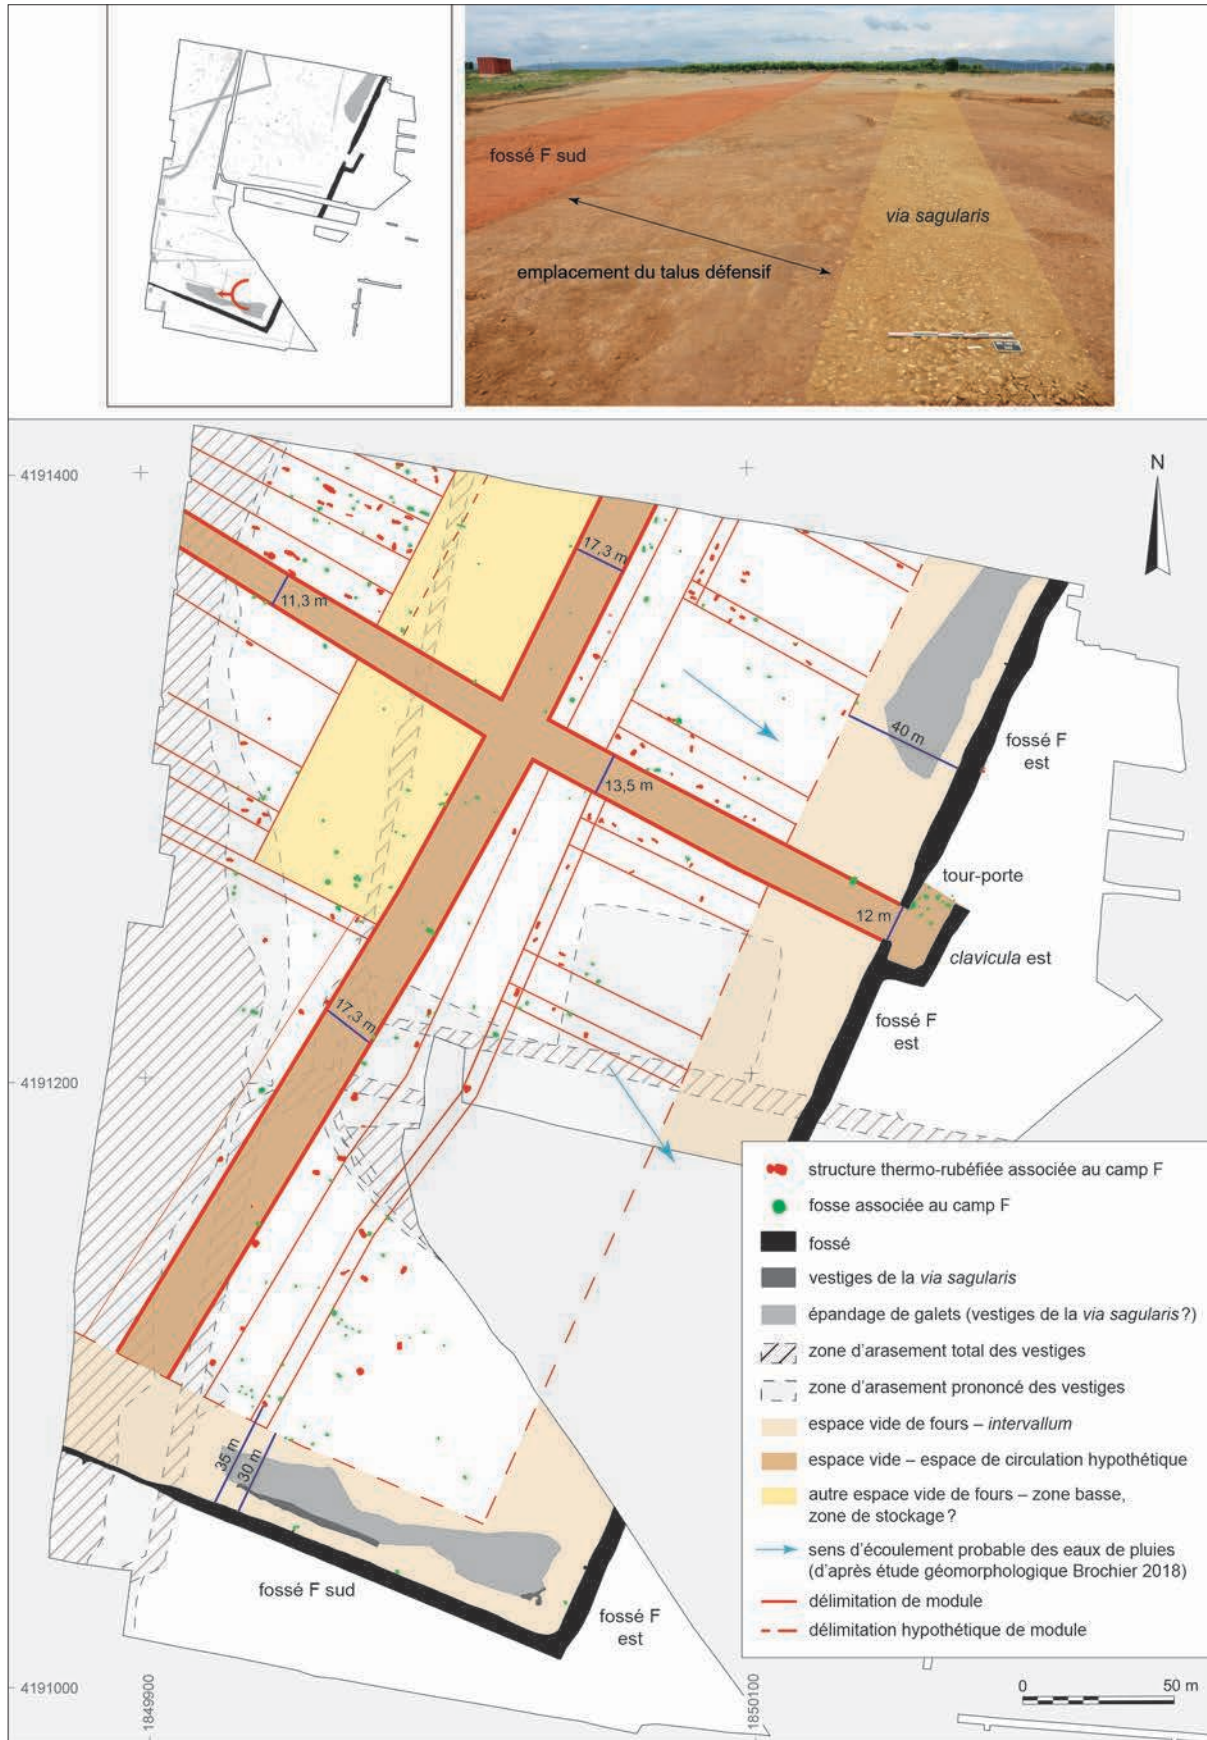 fossé F sud
via sagularis
emplacement du talus défensif
4191400
N
17,3 m
11,3 m
40 m
fossé F
est
13,5 m
tour-porte
12 m
clavicula est
17,3 m
fossé F
est
4191200
structure thermo-rubéfiée associée au camp F
fosse associée au camp F
fossé
vestiges de la via sagularis
épandage de galets (vestiges de la via sagularis ?)
zone d'arasement total des vestiges
zone d'arasement prononcé des vestiges
espace vide de fours – intervallum
espace vide – espace de circulation hypothétique
autre espace vide de fours – zone basse,
zone de stockage ?
sens d'écoulement probable des eaux de pluies
(d'après étude géomorphologique Brochier 2018)
délimitation de module
délimitation hypothétique de module
35 m
30 m
fossé F sud
fossé F
est
4191000
1849900
1850100
0 50 m